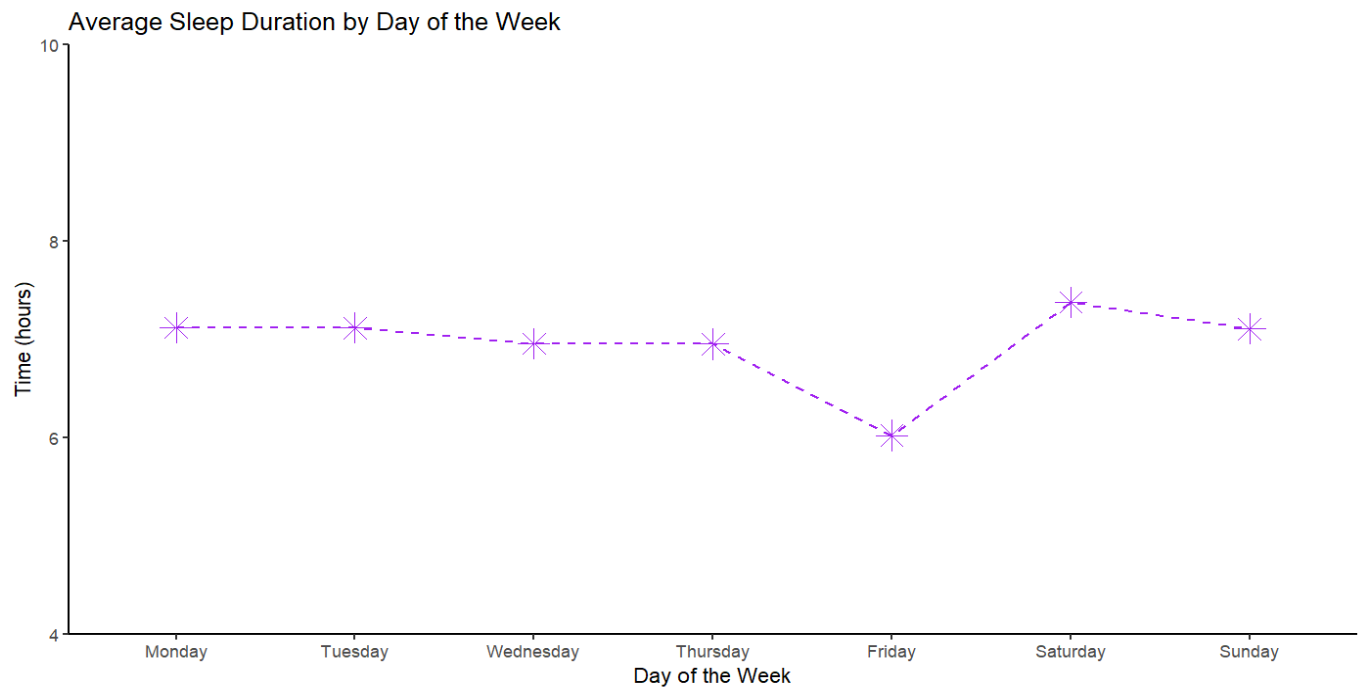 Average Sleep Duration by Day of the Week
10
8
6
4
Time (hours)
Monday Tuesday Wednesday Thursday Friday Saturday Sunday
Day of the Week